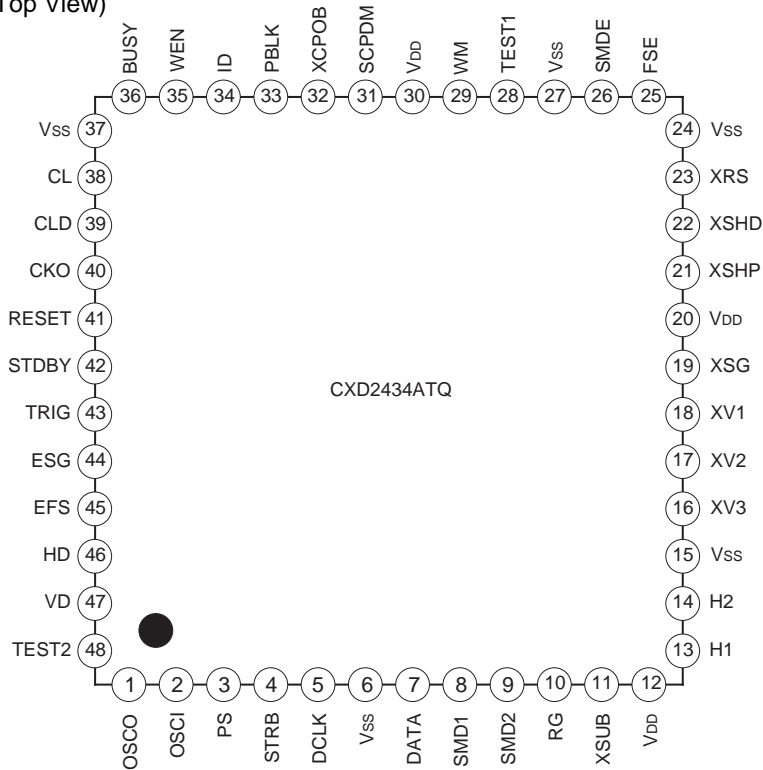 Top View)
BUSY WEN ID PBLK XCPOB SCPDM VDD WM TEST1 VSS SMDE FSE
36 35 34 33 32 31 30 29 28 27 26 25
VSS 37 24 VSS
CL 38 23 XRS
CLD 39 22 XSHD
CKO 40 21 XSHP
RESET 41 20 VDD
STDBY 42 19 XSG
CXD2434ATQ
TRIG 43 18 XV1
ESG 44 17 XV2
EFS 45 16 XV3
HD 46 15 VSS
VD 47 14 H2
TEST2 48 13 H1
1 2 3 4 5 6 7 8 9 10 11 12
OSCO OSCI PS STRB DCLK VSS DATA SMD1 SMD2 RG XSUB VDD